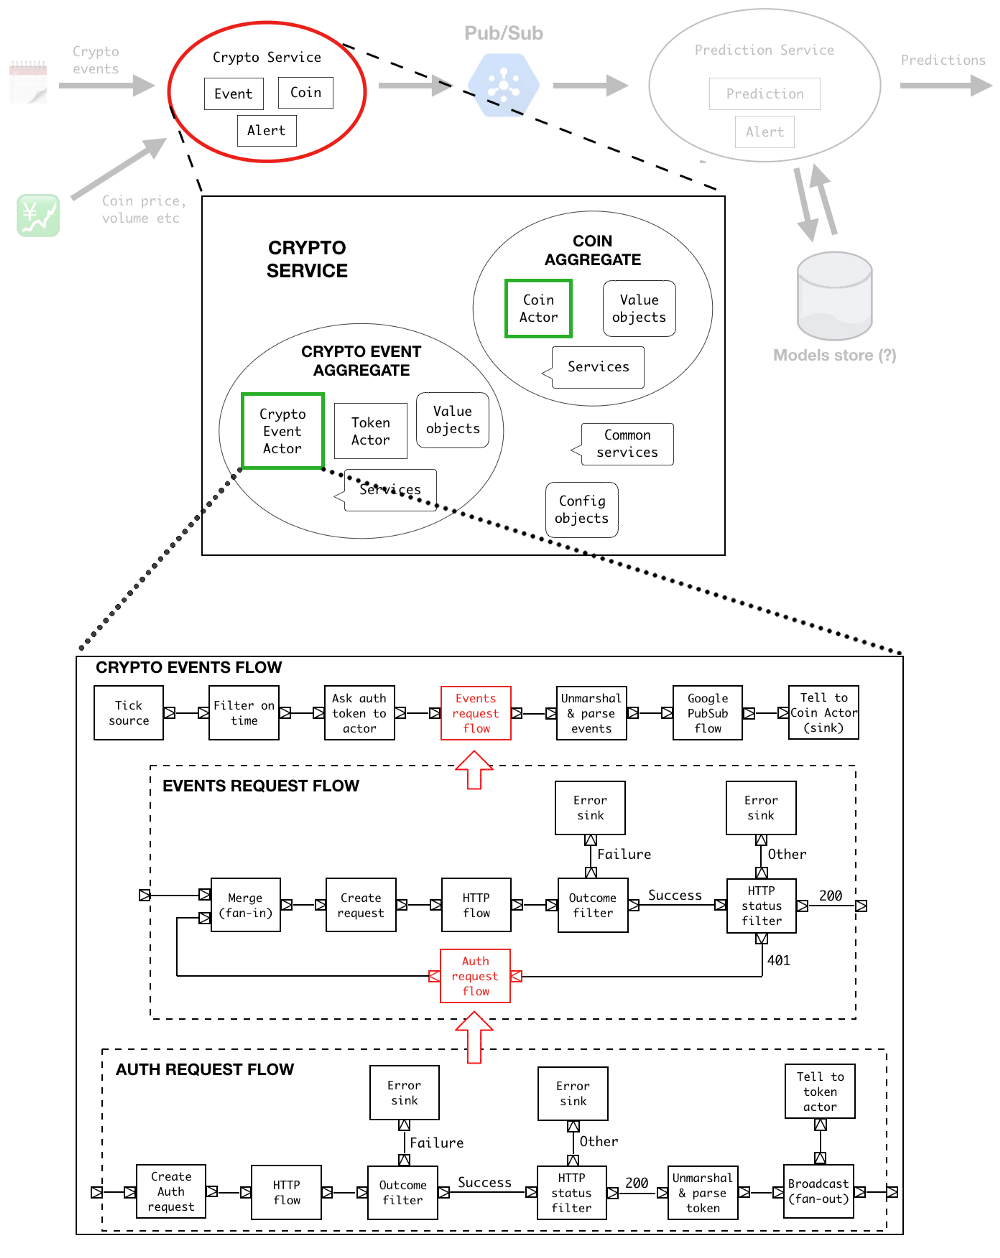 Crypto
events
Crypto Service
Event
Coin
Alert
Pub/Sub
Prediction Service
Prediction
Alert
Predictions
¥
Coin price,
volume etc
Models store (?)
CRYPTO
SERVICE
COIN
AGGREGATE
Coin
Actor
Value
objects
Services
CRYPTO EVENT
AGGREGATE
Crypto
Event
Actor
Token
Actor
Value
objects
Services
Common
services
Config
objects
CRYPTO EVENTS FLOW
Tick
source
Filter on
time
Ask auth
token to
actor
Events
request
flow
Unmarshal
& parse
events
Google
PubSub
flow
Tell to
Coin Actor
(sink)
EVENTS REQUEST FLOW
Error
sink
Failure
Error
sink
Other
Merge
(fan-in)
Create
request
HTTP
flow
Outcome
filter
Success
HTTP
status
filter
200
401
Auth
request
flow
AUTH REQUEST FLOW
Error
sink
Failure
Error
sink
Other
Tell to
token
actor
Create
Auth
request
HTTP
flow
Outcome
filter
Success
HTTP
status
filter
200
Unmarshal
& parse
token
Broadcast
(fan-out)